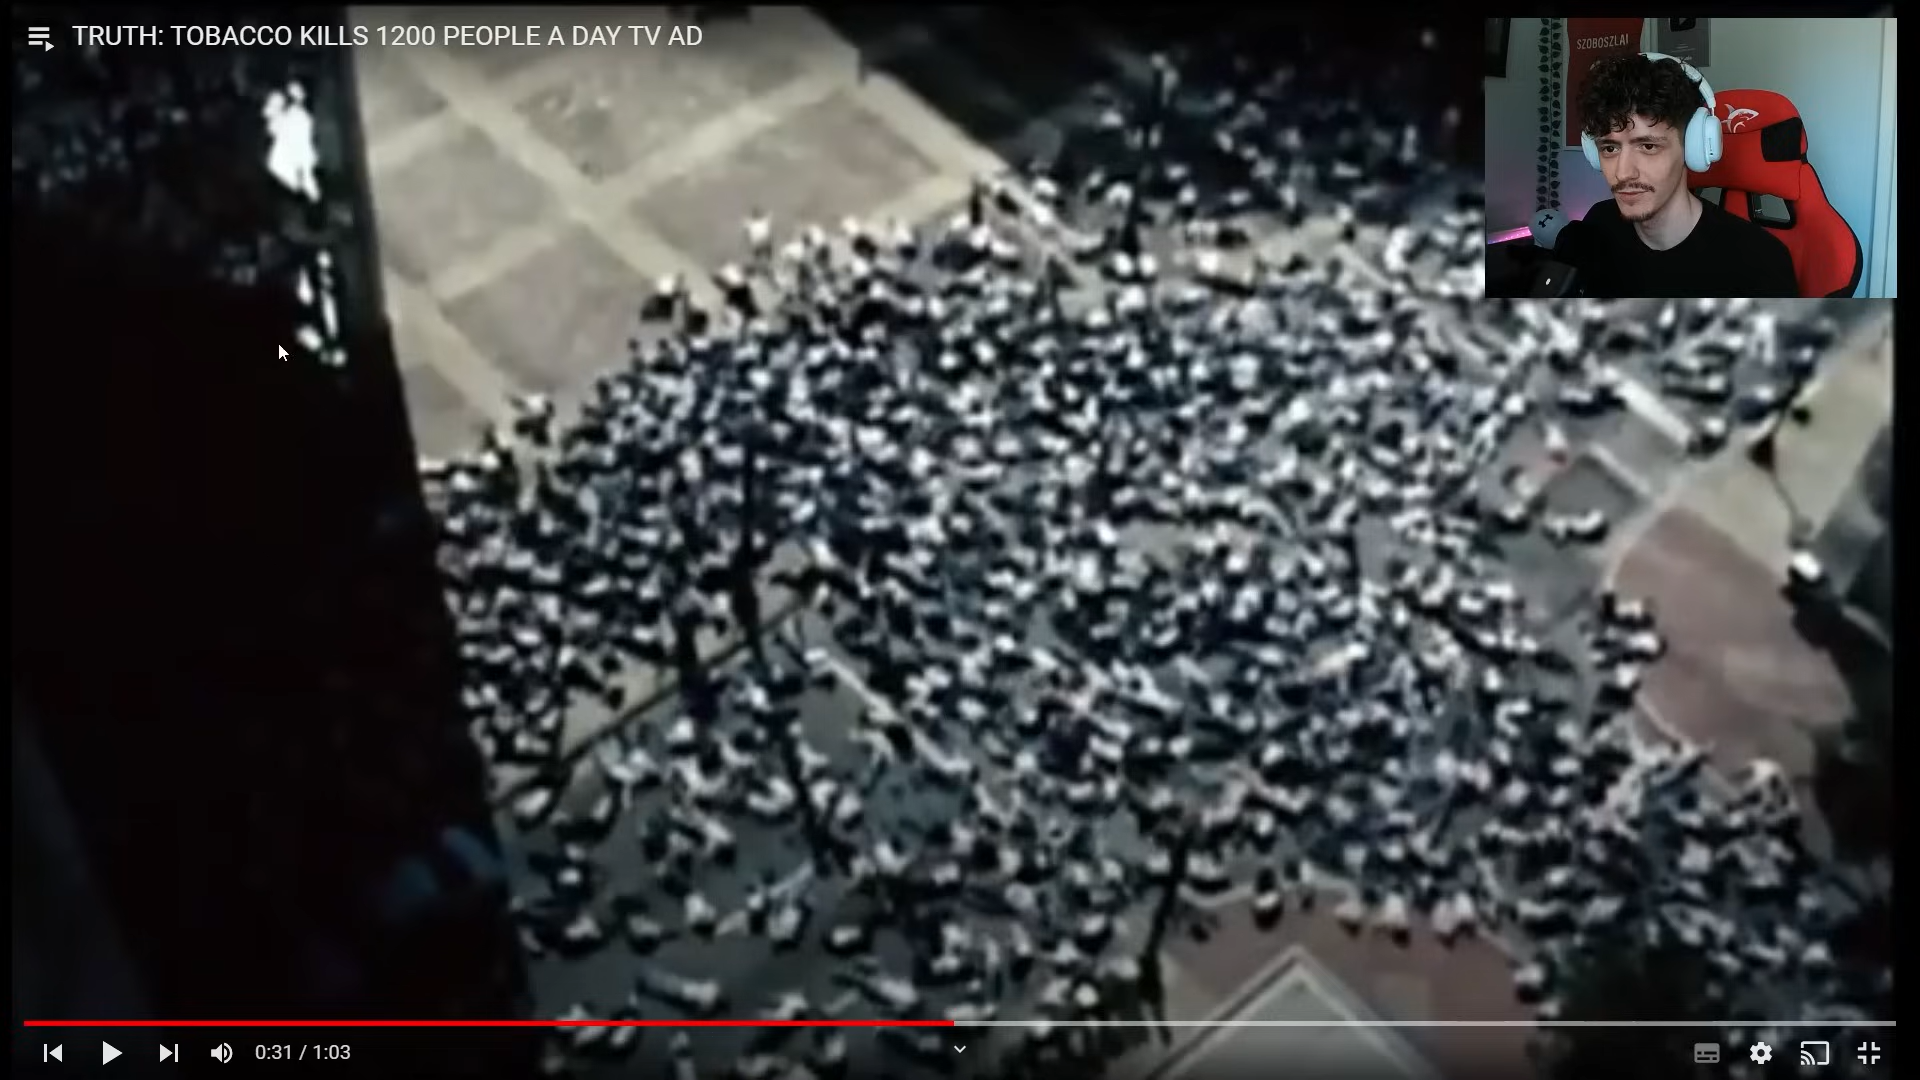 TRUTH: TOBACCO KILLS 1200 PEOPLE A DAY TV AD
SZOBOSZLAI
0:31 / 1:03